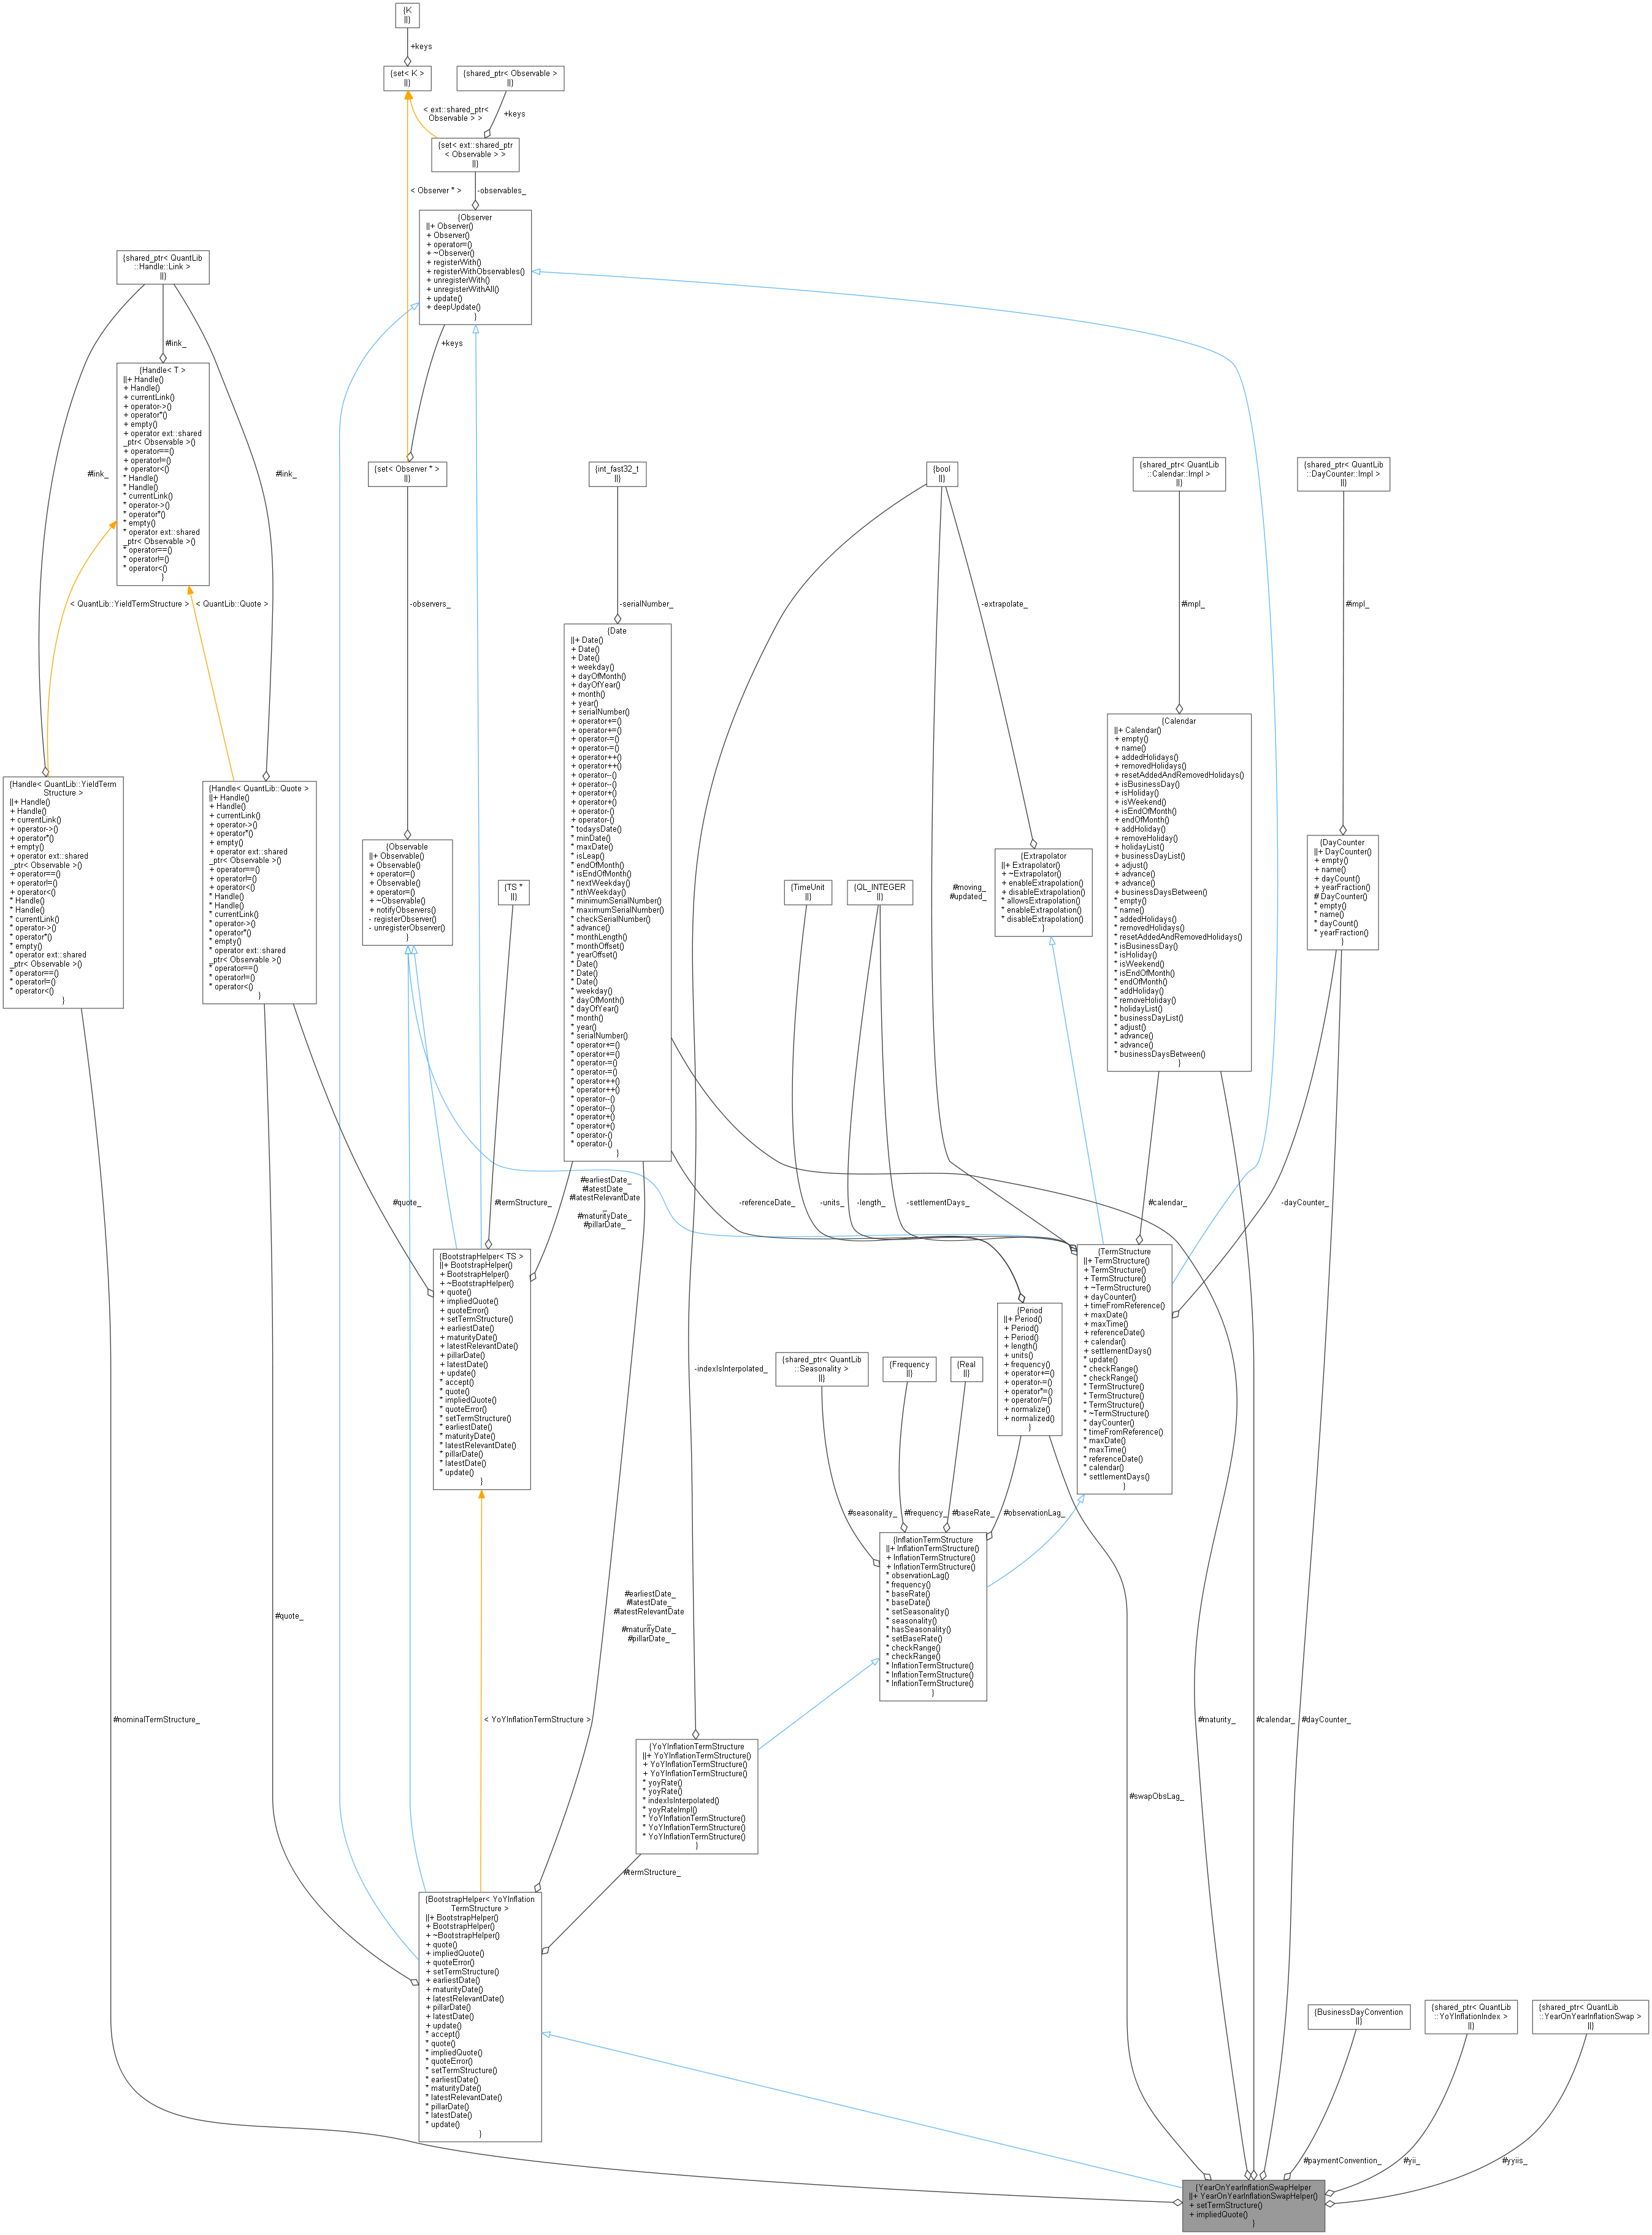 {K
||}
+keys
{set< K >
||}
{shared_ptr< Observable >
||}
< ext::shared_ptr<
Observable > >
+keys
{set< ext::shared_ptr
< Observable > >
||}
< Observer * >
-observables_
{Observer
||+ Observer()
+ Observer()
+ operator=()
+ ~Observer()
+ registerWith()
+ registerWithObservables()
+ unregisterWith()
+ unregisterWithAll()
+ update()
+ deepUpdate()
}
{shared_ptr< QuantLib
::Handle::Link >
||}
#link_
+keys
{Handle< T >
||+ Handle()
+ Handle()
+ currentLink()
+ operator->()
+ operator*()
+ empty()
+ operator ext::shared
_ptr< Observable >()
+ operator==()
+ operator!=()
+ operator<()
* Handle()
* Handle()
* currentLink()
* operator->()
* operator*()
* empty()
* operator ext::shared
_ptr< Observable >()
* operator==()
* operator!=()
* operator<()
}
#link_
#link_
{set< Observer * >
||}
{int_fast32_t
||}
{bool
||}
{shared_ptr< QuantLib
::Calendar::Impl >
||}
{shared_ptr< QuantLib
::DayCounter::Impl >
||}
< QuantLib::YieldTermStructure >
< QuantLib::Quote >
-observers_
-serialNumber_
-extrapolate_
#impl_
#impl_
{Date
||+ Date()
+ Date()
+ Date()
+ weekday()
+ dayOfMonth()
+ dayOfYear()
+ month()
+ year()
+ serialNumber()
+ operator+=()
+ operator+=()
+ operator-=()
+ operator-=()
+ operator++()
+ operator++()
+ operator--()
+ operator--()
+ operator+()
+ operator+()
+ operator-()
+ operator-()
* todaysDate()
* minDate()
* maxDate()
* isLeap()
* endOfMonth()
* isEndOfMonth()
* nextWeekday()
* nthWeekday()
* minimumSerialNumber()
* maximumSerialNumber()
* checkSerialNumber()
* advance()
* monthLength()
* monthOffset()
* yearOffset()
* Date()
* Date()
* Date()
* weekday()
* dayOfMonth()
* dayOfYear()
* month()
* year()
* serialNumber()
* operator+=()
* operator+=()
* operator-=()
* operator-=()
* operator++()
* operator++()
* operator--()
* operator--()
* operator+()
* operator+()
* operator-()
* operator-()
}
{Calendar
||+ Calendar()
+ empty()
+ name()
+ addedHolidays()
+ removedHolidays()
+ resetAddedAndRemovedHolidays()
+ isBusinessDay()
+ isHoliday()
+ isWeekend()
+ isEndOfMonth()
+ endOfMonth()
+ addHoliday()
+ removeHoliday()
+ holidayList()
+ businessDayList()
+ adjust()
+ advance()
+ advance()
+ businessDaysBetween()
* empty()
* name()
* addedHolidays()
* removedHolidays()
* resetAddedAndRemovedHolidays()
* isBusinessDay()
* isHoliday()
* isWeekend()
* isEndOfMonth()
* endOfMonth()
* addHoliday()
* removeHoliday()
* holidayList()
* businessDayList()
* adjust()
* advance()
* advance()
* businessDaysBetween()
}
{Handle< QuantLib::YieldTerm
Structure >
||+ Handle()
+ Handle()
+ currentLink()
+ operator->()
+ operator*()
+ empty()
+ operator ext::shared
_ptr< Observable >()
+ operator==()
+ operator!=()
+ operator<()
* Handle()
* Handle()
* currentLink()
* operator->()
* operator*()
* empty()
* operator ext::shared
_ptr< Observable >()
* operator==()
* operator!=()
* operator<()
}
{Handle< QuantLib::Quote >
||+ Handle()
+ Handle()
+ currentLink()
+ operator->()
+ operator*()
+ empty()
+ operator ext::shared
_ptr< Observable >()
+ operator==()
+ operator!=()
+ operator<()
* Handle()
* Handle()
* currentLink()
* operator->()
* operator*()
* empty()
* operator ext::shared
_ptr< Observable >()
* operator==()
* operator!=()
* operator<()
}
{Observable
||+ Observable()
+ Observable()
+ operator=()
+ Observable()
+ operator=()
+ ~Observable()
+ notifyObservers()
- registerObserver()
- unregisterObserver()
}
{TS *
||}
{TimeUnit
||}
{QL_INTEGER
||}
#moving_
#updated_
{Extrapolator
||+ Extrapolator()
+ ~Extrapolator()
+ enableExtrapolation()
+ disableExtrapolation()
* allowsExtrapolation()
* enableExtrapolation()
* disableExtrapolation()
}
{DayCounter
||+ DayCounter()
+ empty()
+ name()
+ dayCount()
+ yearFraction()
# DayCounter()
* empty()
* name()
* dayCount()
* yearFraction()
}
#quote_
#termStructure_
#earliestDate_
#latestDate_
#latestRelevantDate
_
#maturityDate_
#pillarDate_
-referenceDate_
-units_
-length_
-settlementDays_
#calendar_
-dayCounter_
{BootstrapHelper< TS >
||+ BootstrapHelper()
+ BootstrapHelper()
+ ~BootstrapHelper()
+ quote()
+ impliedQuote()
+ quoteError()
+ setTermStructure()
+ earliestDate()
+ maturityDate()
+ latestRelevantDate()
+ pillarDate()
+ latestDate()
+ update()
* accept()
* quote()
* impliedQuote()
* quoteError()
* setTermStructure()
* earliestDate()
* maturityDate()
* latestRelevantDate()
* pillarDate()
* latestDate()
* update()
}
{TermStructure
||+ TermStructure()
+ TermStructure()
+ TermStructure()
+ ~TermStructure()
+ dayCounter()
+ timeFromReference()
+ maxDate()
+ maxTime()
+ referenceDate()
+ calendar()
+ settlementDays()
* update()
* checkRange()
* checkRange()
* TermStructure()
* TermStructure()
* TermStructure()
* ~TermStructure()
* dayCounter()
* timeFromReference()
* maxDate()
* maxTime()
* referenceDate()
* calendar()
* settlementDays()
}
{Period
||+ Period()
+ Period()
+ Period()
+ length()
+ units()
+ frequency()
+ operator+=()
+ operator-=()
+ operator*=()
+ operator/=()
+ normalize()
+ normalized()
}
-indexIsInterpolated_
{shared_ptr< QuantLib
::Seasonality >
||}
{Frequency
||}
{Real
||}
#seasonality_
#frequency_
#baseRate_
#observationLag_
{InflationTermStructure
||+ InflationTermStructure()
+ InflationTermStructure()
+ InflationTermStructure()
* observationLag()
* frequency()
* baseRate()
* baseDate()
* setSeasonality()
* seasonality()
* hasSeasonality()
* setBaseRate()
* checkRange()
* checkRange()
* InflationTermStructure()
* InflationTermStructure()
* InflationTermStructure()
}
#quote_
#earliestDate_
#latestDate_
#latestRelevantDate
_
#maturityDate_
#pillarDate_
#nominalTermStructure_
< YoYInflationTermStructure >
#maturity_
#calendar_
#dayCounter_
{YoYInflationTermStructure
||+ YoYInflationTermStructure()
+ YoYInflationTermStructure()
+ YoYInflationTermStructure()
* yoyRate()
* yoyRate()
* indexIsInterpolated()
* yoyRateImpl()
* YoYInflationTermStructure()
* YoYInflationTermStructure()
* YoYInflationTermStructure()
}
#swapObsLag_
#termStructure_
{BootstrapHelper< YoYInflation
TermStructure >
||+ BootstrapHelper()
+ BootstrapHelper()
+ ~BootstrapHelper()
+ quote()
+ impliedQuote()
+ quoteError()
+ setTermStructure()
+ earliestDate()
+ maturityDate()
+ latestRelevantDate()
+ pillarDate()
+ latestDate()
+ update()
* accept()
* quote()
* impliedQuote()
* quoteError()
* setTermStructure()
* earliestDate()
* maturityDate()
* latestRelevantDate()
* pillarDate()
* latestDate()
* update()
}
{BusinessDayConvention
||}
{shared_ptr< QuantLib
::YoYInflationIndex >
||}
{shared_ptr< QuantLib
::YearOnYearInflationSwap >
||}
#paymentConvention_
#yii_
#yyiis_
{YearOnYearInflationSwapHelper
||+ YearOnYearInflationSwapHelper()
+ setTermStructure()
+ impliedQuote()
}